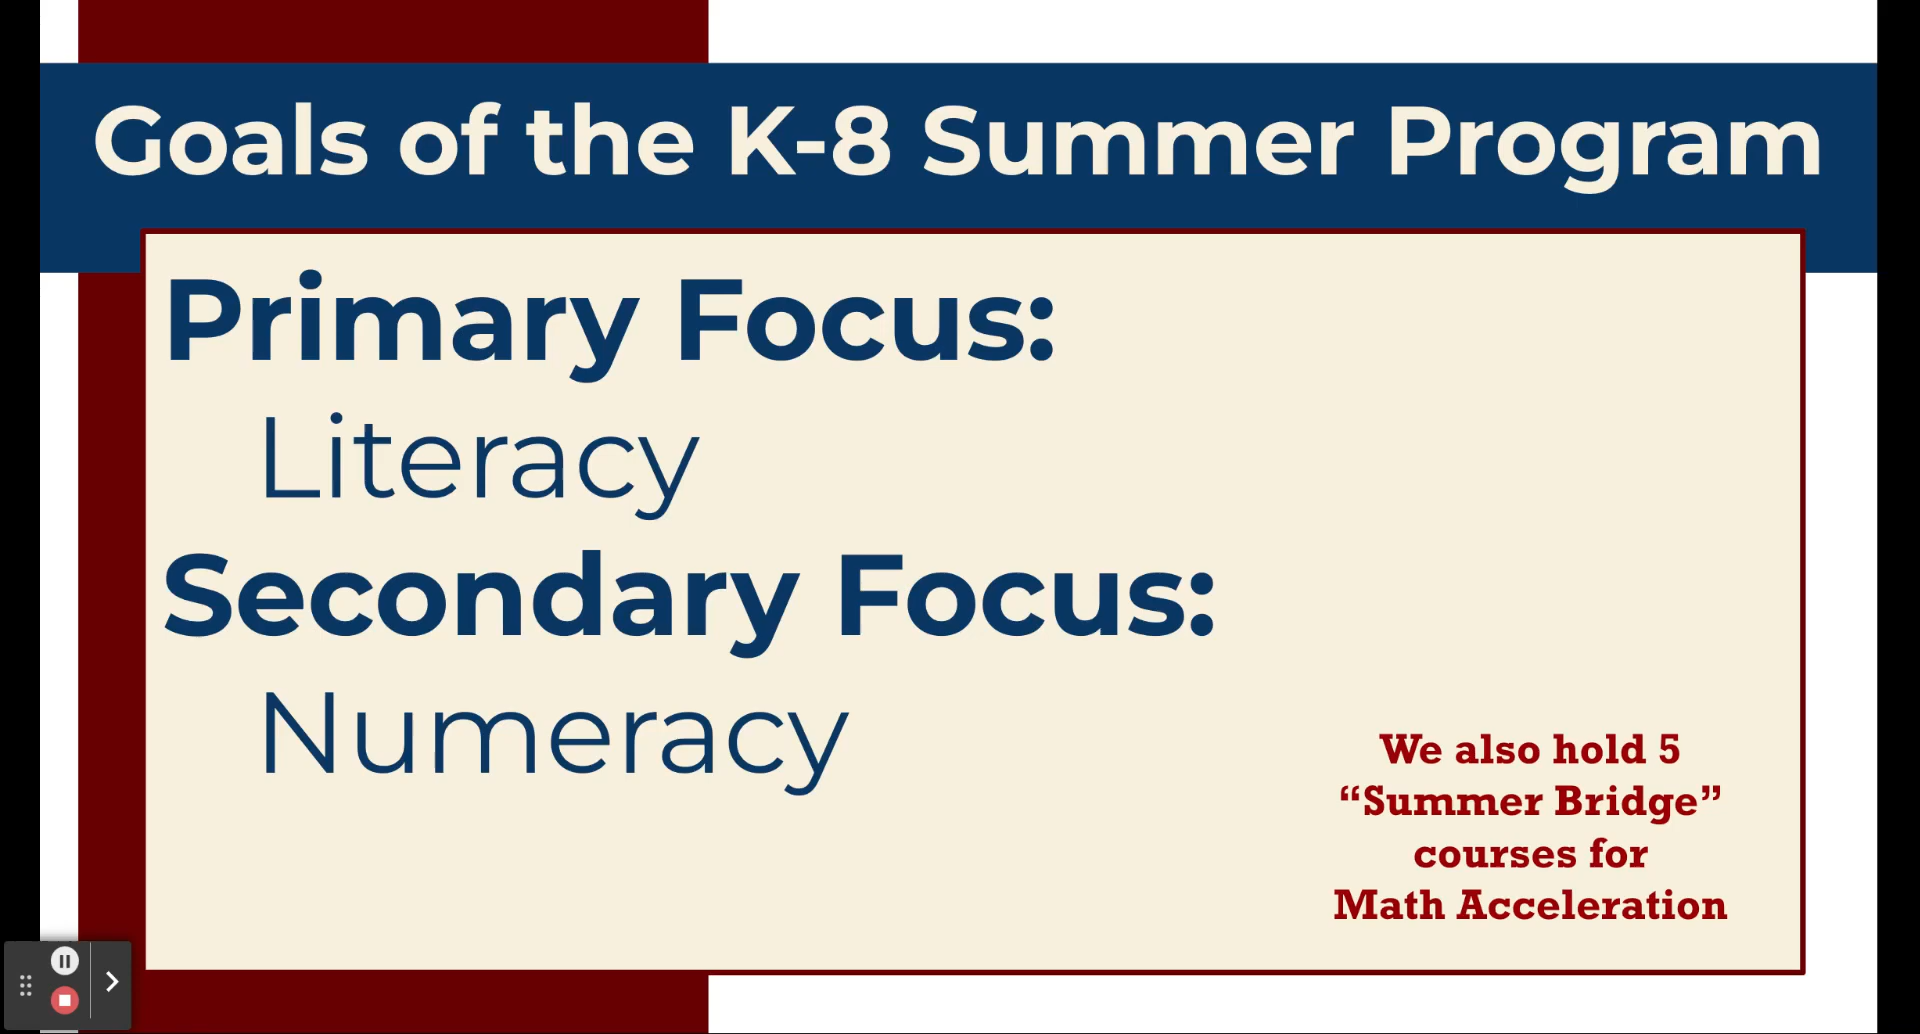 Goals of the K-8 Summer Program
Primary Focus:
Literacy
Secondary Focus:
Numeracy
We also hold 5
“Summer Bridge”
courses for
Math Acceleration